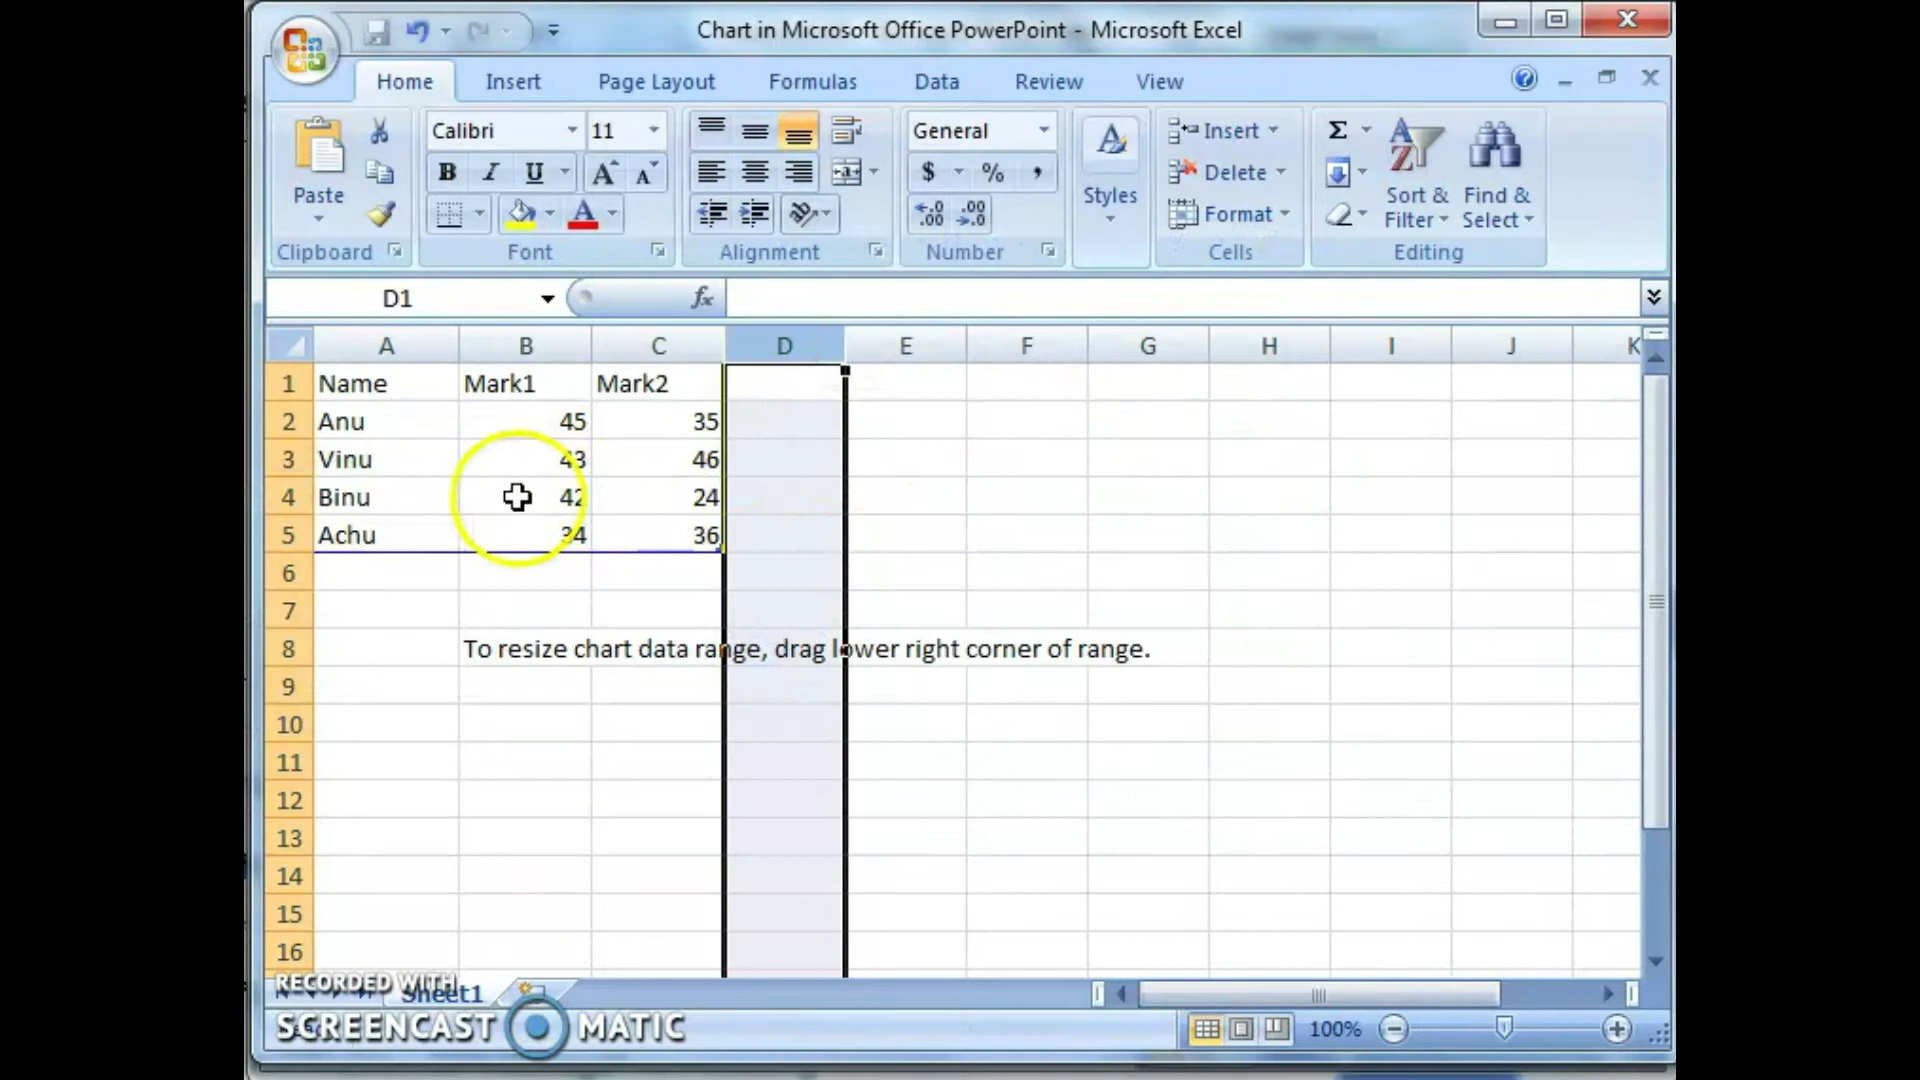 Chart in Microsoft Office PowerPoint - Microsoft Excel
Home Insert Page Layout Formulas Data Review View
Calibri 11 General Insert
Paste B I U A A $ % , Styles Delete Sort & Filter Find & Select
Format
Clipboard Font Alignment Number Cells Editing
D1 fx
A B C D E F G H I J K
1 Name Mark1 Mark2
2 Anu 45 35
3 Vinu 43 46
4 Binu 42 24
5 Achu 34 36
6
7
8 To resize chart data range, drag lower right corner of range.
9
10
11
12
13
14
15
16
RECORDED WITH
Sheet1
SCREENCAST MATIC 100%